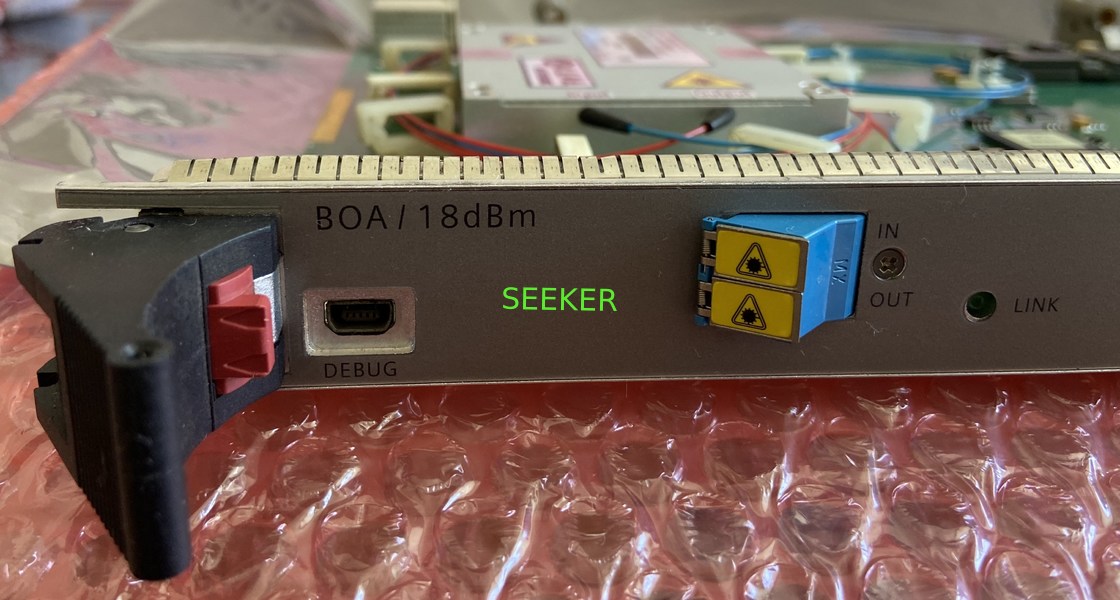 BOA / 18dBm
IN
SEEKER
OUT
LINK
DEBUG